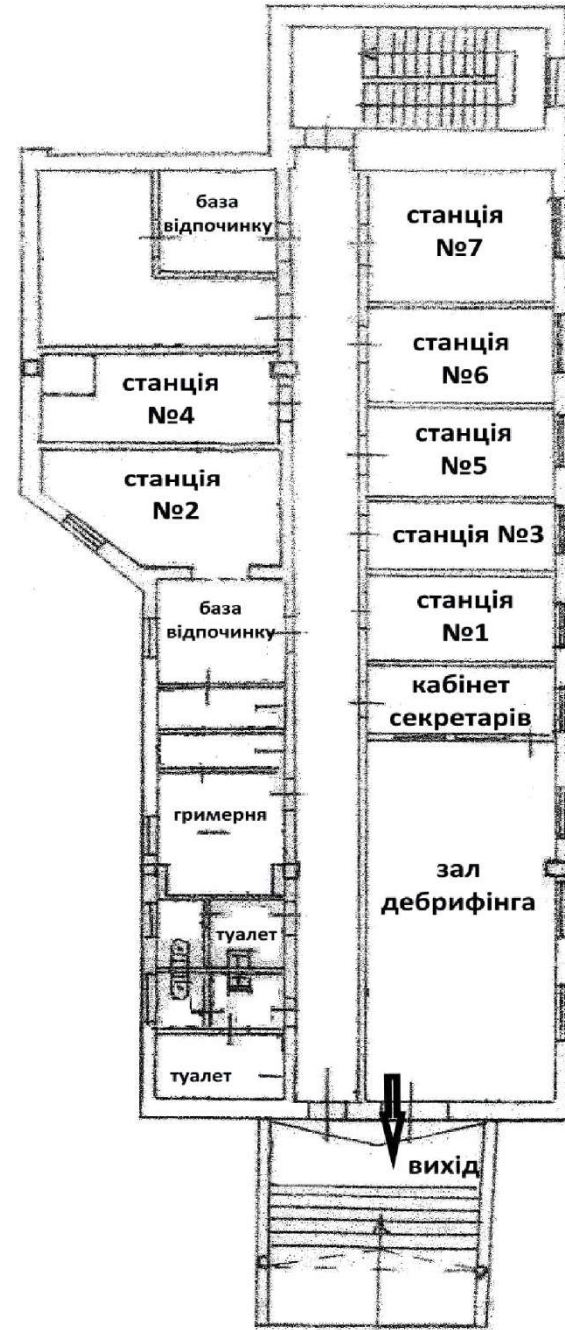 база
відпочинку
станція
№7
станція
№6
станція
№4
станція
№5
станція
№2
станція №3
база
відпочинку
станція
№1
кабінет
секретарів
гримерня
зал
дебрифінга
туалет
туалет
вихід